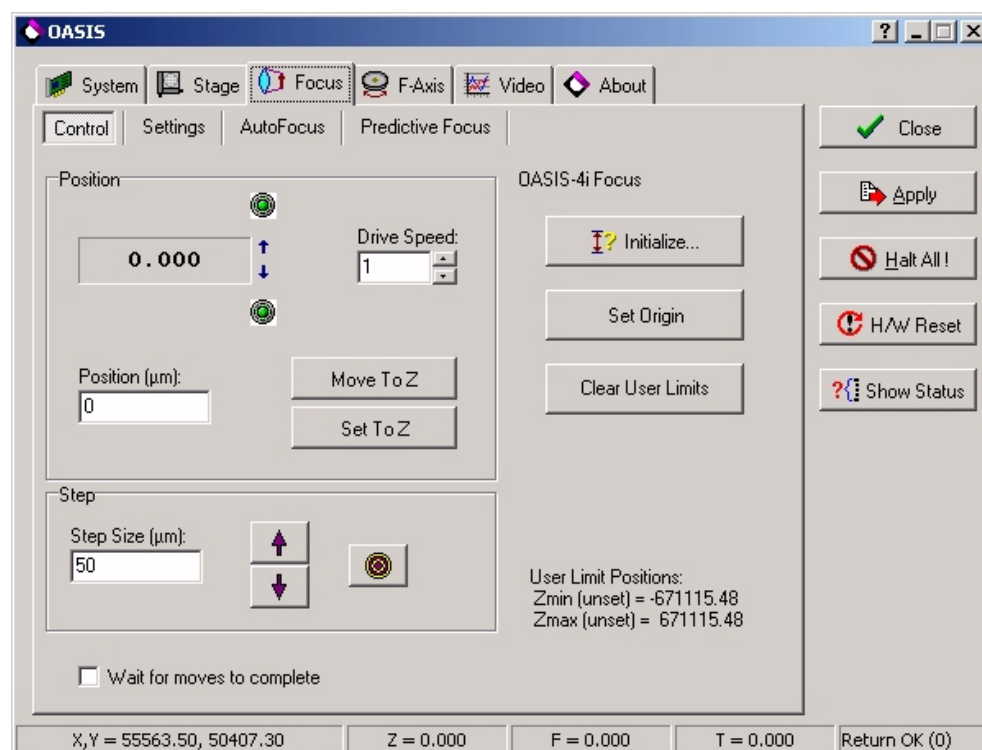 OASIS
System Stage Focus F-Axis Video About
Control Settings AutoFocus Predictive Focus
Position
0.000
Drive Speed:
1
Position (µm):
0
Move To Z
Set To Z
Step
Step Size (µm):
50
Wait for moves to complete
OASIS-4i Focus
Initialize...
Set Origin
Clear User Limits
User Limit Positions:
Zmin (unset) = -671115.48
Zmax (unset) = 671115.48
Close
Apply
Halt All !
H/W Reset
Show Status
X,Y = 55563.50, 50407.30 Z = 0.000 F = 0.000 T = 0.000 Return OK (0)